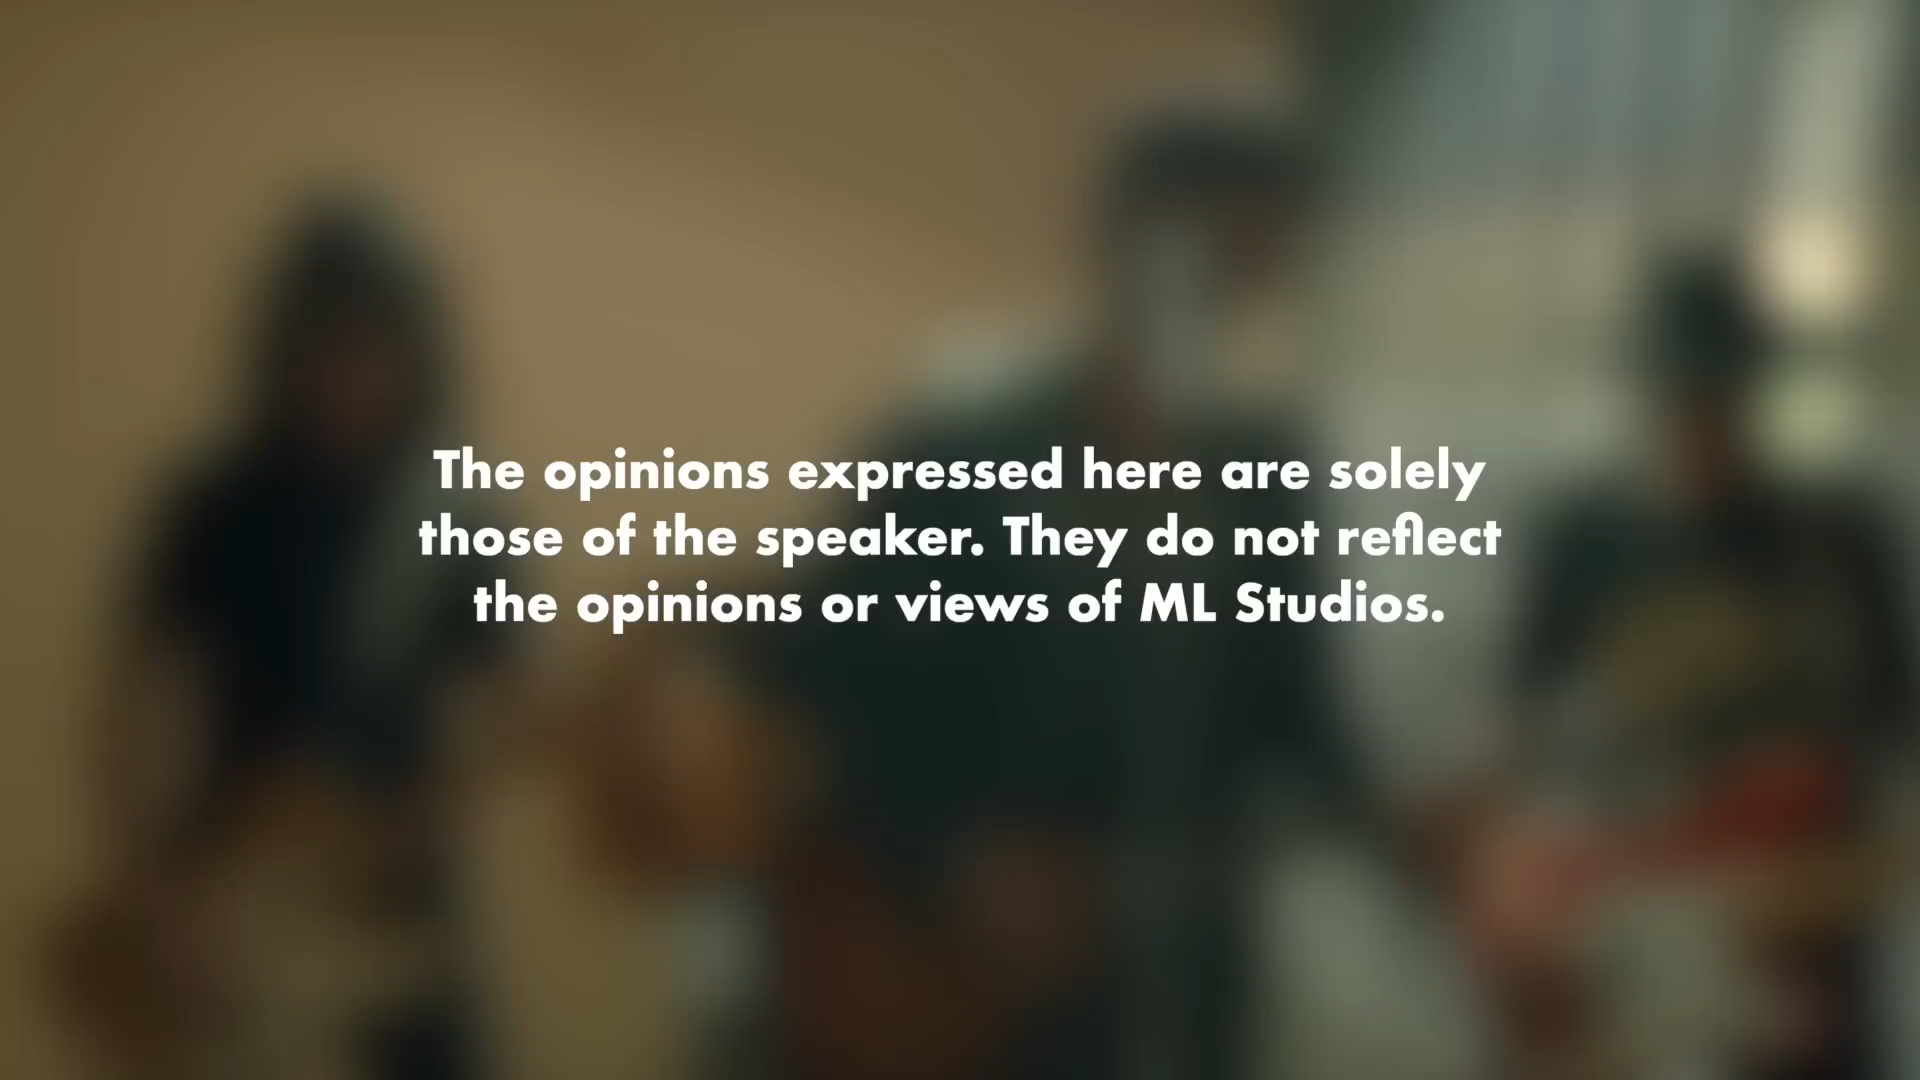 The opinions expressed here are solely
those of the speaker. They do not reflect
the opinions or views of ML Studios.